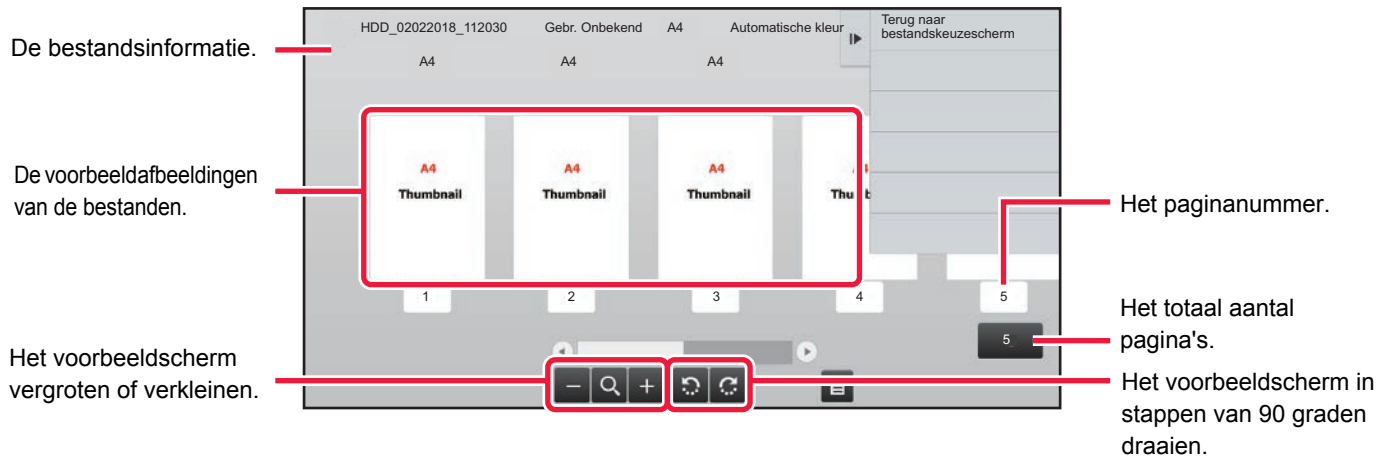 De bestandsinformatie.
HDD_02022018_112030 Gebr. Onbekend A4 Automatische kleur
Terug naar
bestandskeuzescherm
A4 A4 A4
De voorbeeldafbeeldingen
van de bestanden.
A4 A4 A4
Thumbnail Thumbnail Thumbnail
Het paginanummer.
1 2 3 4 5
Het totaal aantal
pagina's.
5
Het voorbeeldscherm
vergroten of verkleinen.
Het voorbeeldscherm in
stappen van 90 graden
draaien.